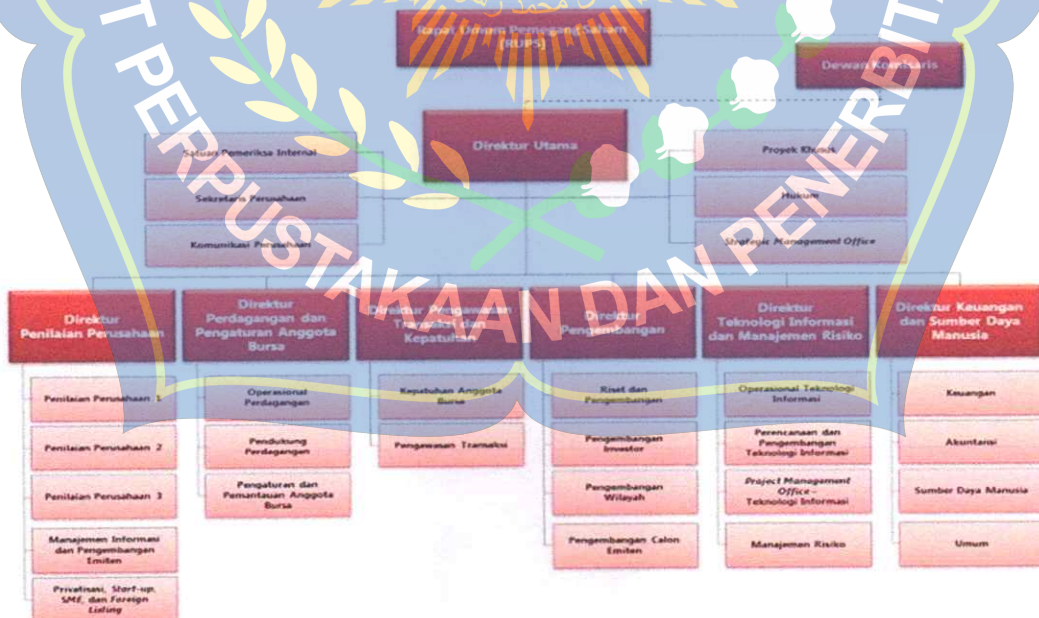 Rapat Umum Pemegang Saham
[RUPS]
Dewan Komisaris
Direktur Utama
Satuan Pemeriksa Internal
Sekretaris Perusahaan
Komunikasi Perusahaan
Proyek Khusus
Hukum
Strategic Management Office
T PERPUSTAKAAN DAN PENERBIT
Direktur
Penilaian Perusahaan
Penilaian Perusahaan 1
Penilaian Perusahaan 2
Penilaian Perusahaan 3
Manajemen Informasi
dan Pengembangan
Emiten
Privatisasi, Start-up,
SME, dan Foreign
Listing
Direktur
Perdagangan dan
Pengaturan Anggota
Bursa
Operasional
Perdagangan
Pendukung
Perdagangan
Pengaturan dan
Pemantauan Anggota
Bursa
Direktur Pengawasan
Transaksi dan
Kepatuhan
Kepatuhan Anggota
Bursa
Pengawasan Transaksi
Direktur
Pengembangan
Riset dan
Pengembangan
Pengembangan
Investor
Pengembangan
Wilayah
Pengembangan Calon
Emiten
Direktur
Teknologi Informasi
dan Manajemen Risiko
Operasional Teknologi
Informasi
Perencanaan dan
Pengembangan
Teknologi Informasi
Project Management
Office –
Teknologi Informasi
Manajemen Risiko
Direktur Keuangan
dan Sumber Daya
Manusia
Keuangan
Akuntansi
Sumber Daya Manusia
Umum